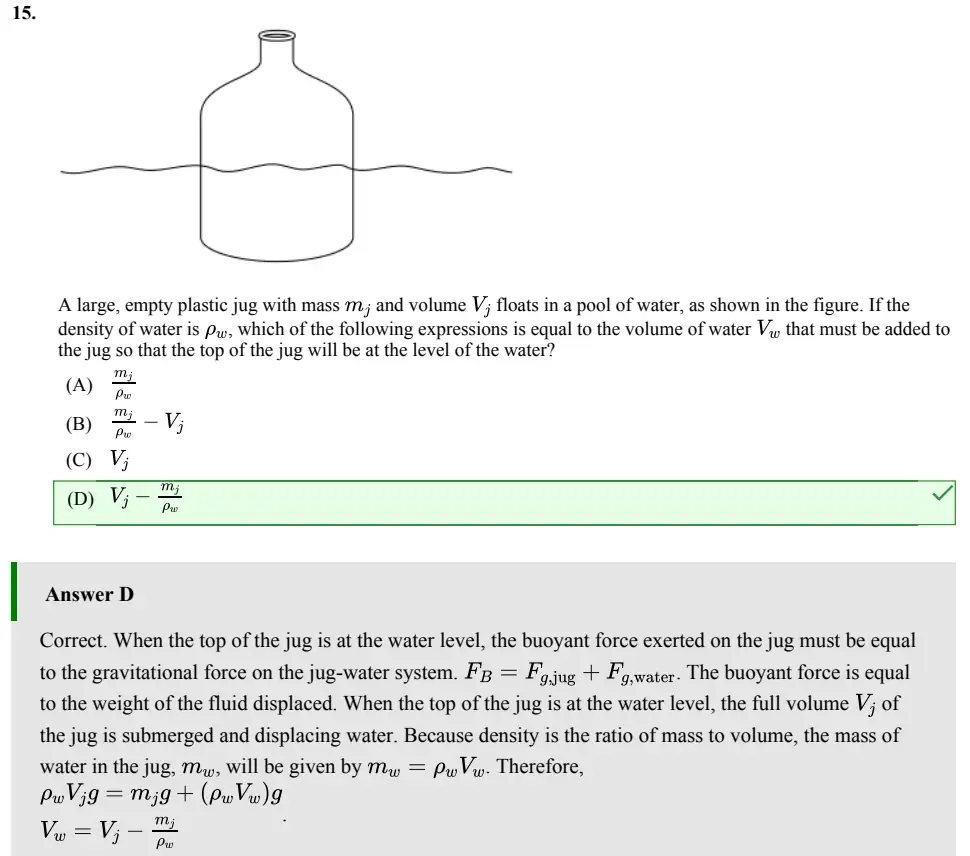 15.
A large, empty plastic jug with mass m_j and volume V_j floats in a pool of water, as shown in the figure. If the
density of water is ρ_w, which of the following expressions is equal to the volume of water V_w that must be added to
the jug so that the top of the jug will be at the level of the water?
(A) m_j/ρ_w
(B) m_j/ρ_w − V_j
(C) V_j
(D) V_j − m_j/ρ_w
Answer D
Correct. When the top of the jug is at the water level, the buoyant force exerted on the jug must be equal
to the gravitational force on the jug-water system. F_B = F_g,jug + F_g,water. The buoyant force is equal
to the weight of the fluid displaced. When the top of the jug is at the water level, the full volume V_j of
the jug is submerged and displacing water. Because density is the ratio of mass to volume, the mass of
water in the jug, m_w, will be given by m_w = ρ_wV_w. Therefore,
ρ_wV_jg = m_jg + (ρ_wV_w)g
V_w = V_j − m_j/ρ_w .